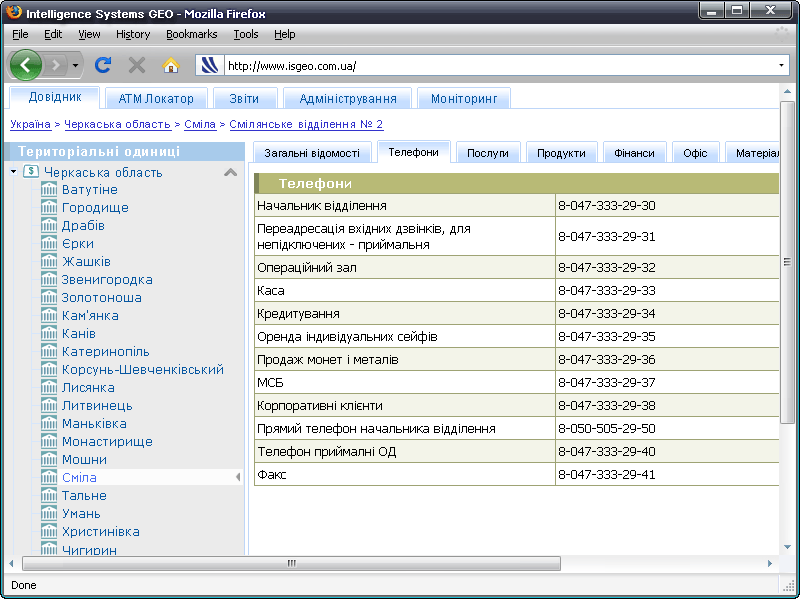 Intelligence Systems GEO - Mozilla Firefox
File Edit View History Bookmarks Tools Help
http://www.isgeo.com.ua/
Довідник АТМ Локатор Звіти Адміністрування Моніторинг
Україна > Черкаська область > Сміла > Смілянське відділення № 2
Територіальні одиниці
Черкаська область
Ватутіне
Городище
Драбів
Єрки
Жашків
Звенигородка
Золотоноша
Кам'янка
Канів
Катеринопіль
Корсунь-Шевченківський
Лисянка
Литвинець
Маньківка
Монастирище
Мошни
Сміла
Тальне
Умань
Христинівка
Чигирин
Загальні відомості Телефони Послуги Продукти Фінанси Офіс Матеріал
Телефони
Начальник відділення 8-047-333-29-30
Переадресація вхідних дзвінків, для
непідключених - приймальня 8-047-333-29-31
Операційний зал 8-047-333-29-32
Каса 8-047-333-29-33
Кредитування 8-047-333-29-34
Оренда індивідуальних сейфів 8-047-333-29-35
Продаж монет і металів 8-047-333-29-36
МСБ 8-047-333-29-37
Корпоративні клієнти 8-047-333-29-38
Прямий телефон начальника відділення 8-050-505-29-50
Телефон приймалні ОД 8-047-333-29-40
Факс 8-047-333-29-41
Done